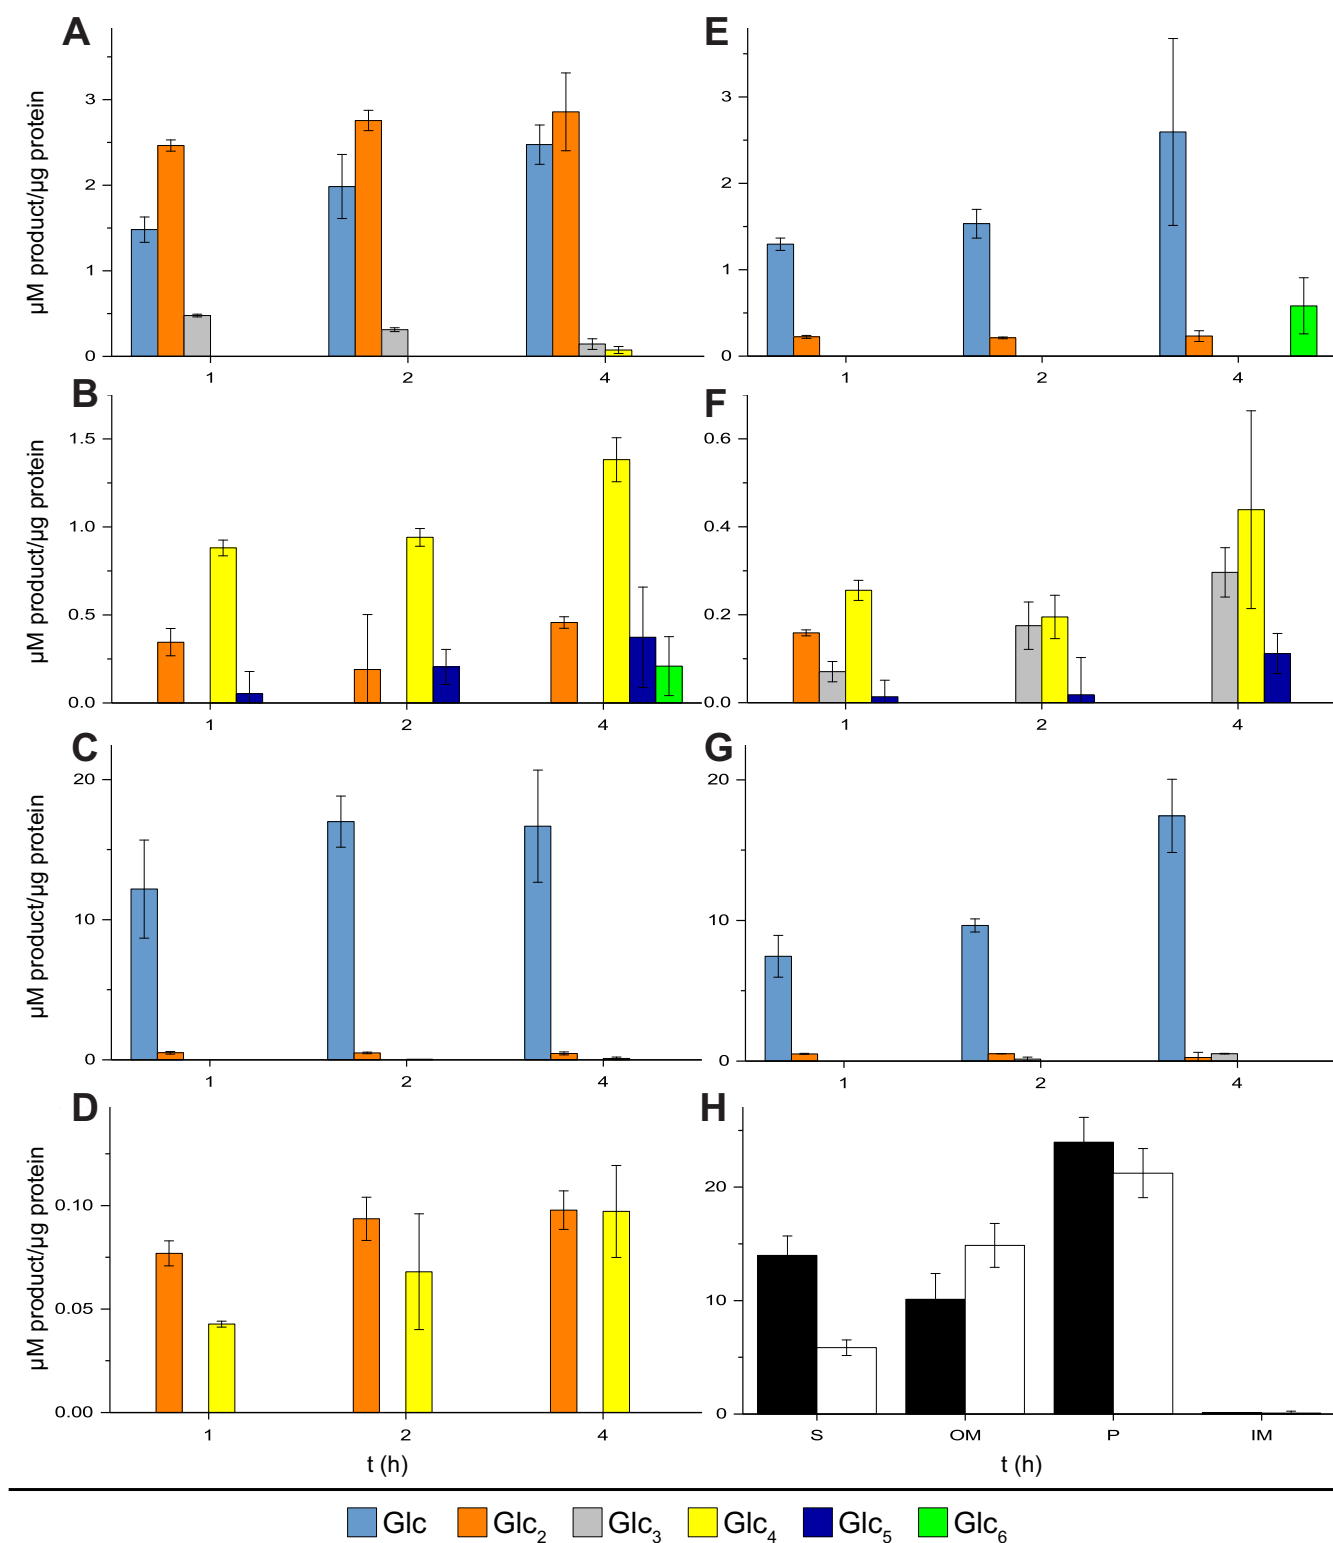 A
µM product/µg protein
3
2
1
0
1 2 4
E
3
2
1
0
1 2 4
B
µM product/µg protein
1.5
1.0
0.5
0.0
1 2 4
F
0.6
0.4
0.2
0.0
1 2 4
C
µM product/µg protein
20
10
0
1 2 4
G
20
10
0
1 2 4
D
µM product/µg protein
0.10
0.05
0.00
1 2 4
t (h)
H
20
10
0
S OM P IM
t (h)
Glc Glc₂ Glc₃ Glc₄ Glc₅ Glc₆